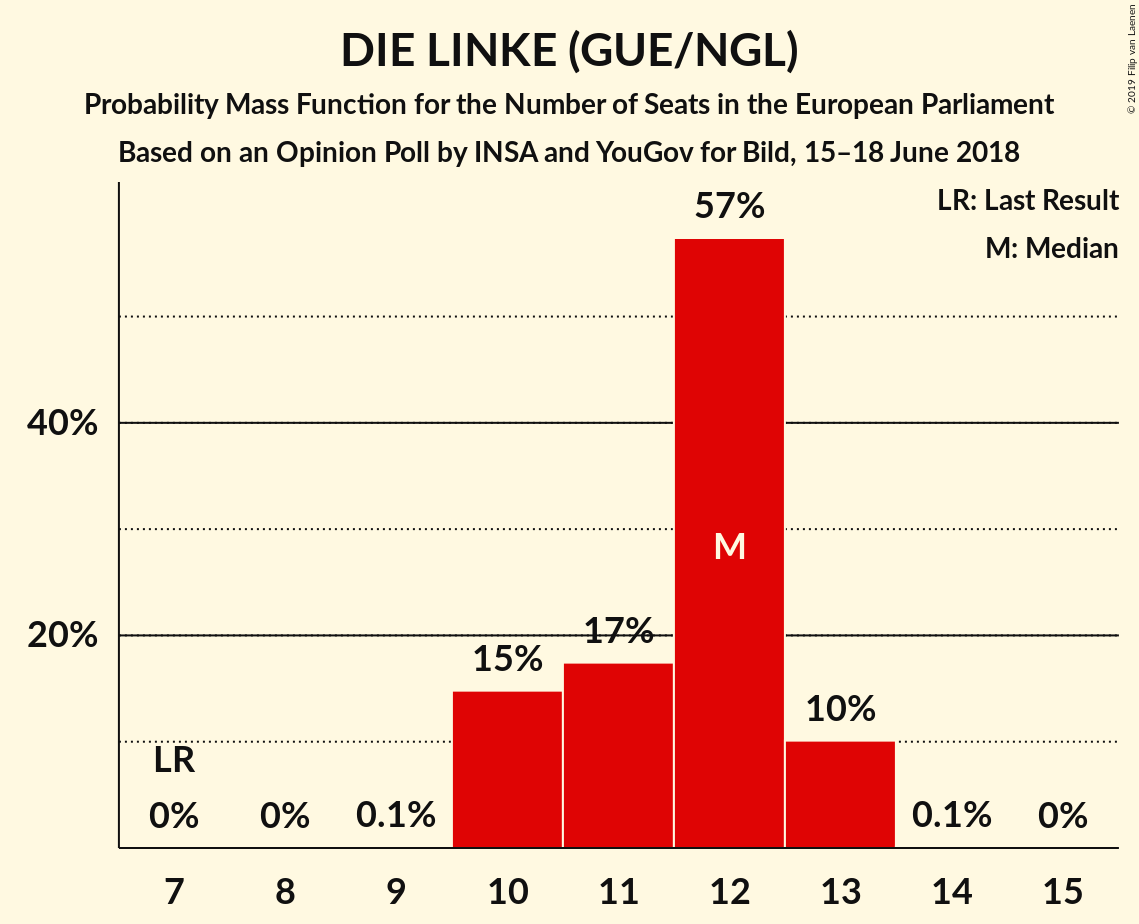 DIE LINKE (GUE/NGL)
Probability Mass Function for the Number of Seats in the European Parliament
Based on an Opinion Poll by INSA and YouGov for Bild, 15–18 June 2018
© 2019 Filip van Laenen
LR: Last Result
M: Median
57%
40%
M
20%
17%
15%
10%
LR
0%
0%
0.1%
0.1%
0%
7 8 9 10 11 12 13 14 15